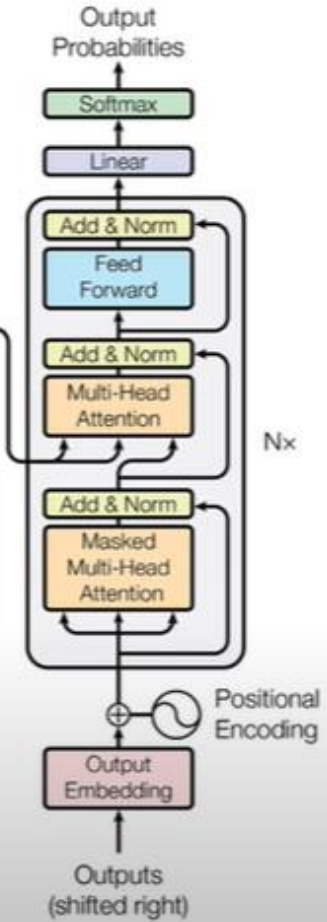 Output
Probabilities
Softmax
Linear
Add & Norm
Feed
Forward
Add & Norm
Multi-Head
Attention
Nx
Add & Norm
Masked
Multi-Head
Attention
Positional
Encoding
Output
Embedding
Outputs
(shifted right)